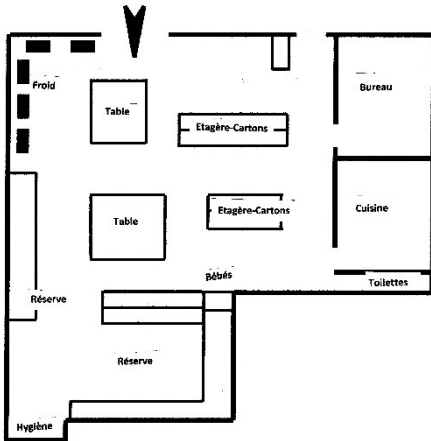 Froid
Bureau
Table
Etagère-Cartons
Table
Etagère-Cartons
Cuisine
Bébés
Toilettes
Réserve
Réserve
Hygiène